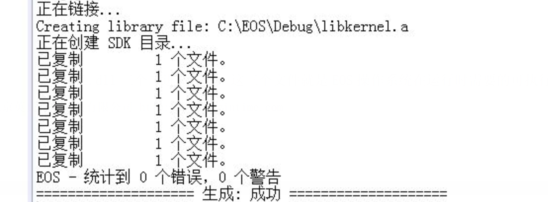 正在链接...
Creating library file: C:\EOS\Debug\libkernel.a
正在创建 SDK 目录...
已复制         1 个文件。
已复制         1 个文件。
已复制         1 个文件。
已复制         1 个文件。
已复制         1 个文件。
已复制         1 个文件。
已复制         1 个文件。
EOS - 统计到 0 个错误, 0 个警告
=================== 生成: 成功 ===================